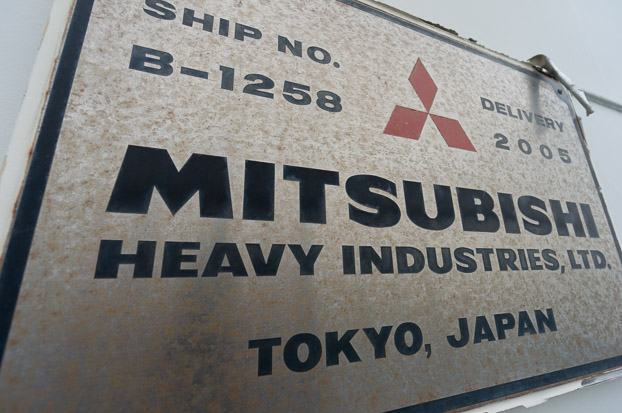 SHIP NO.
B-1258
DELIVERY
2005
MITSUBISHI
HEAVY INDUSTRIES, LTD.
TOKYO, JAPAN